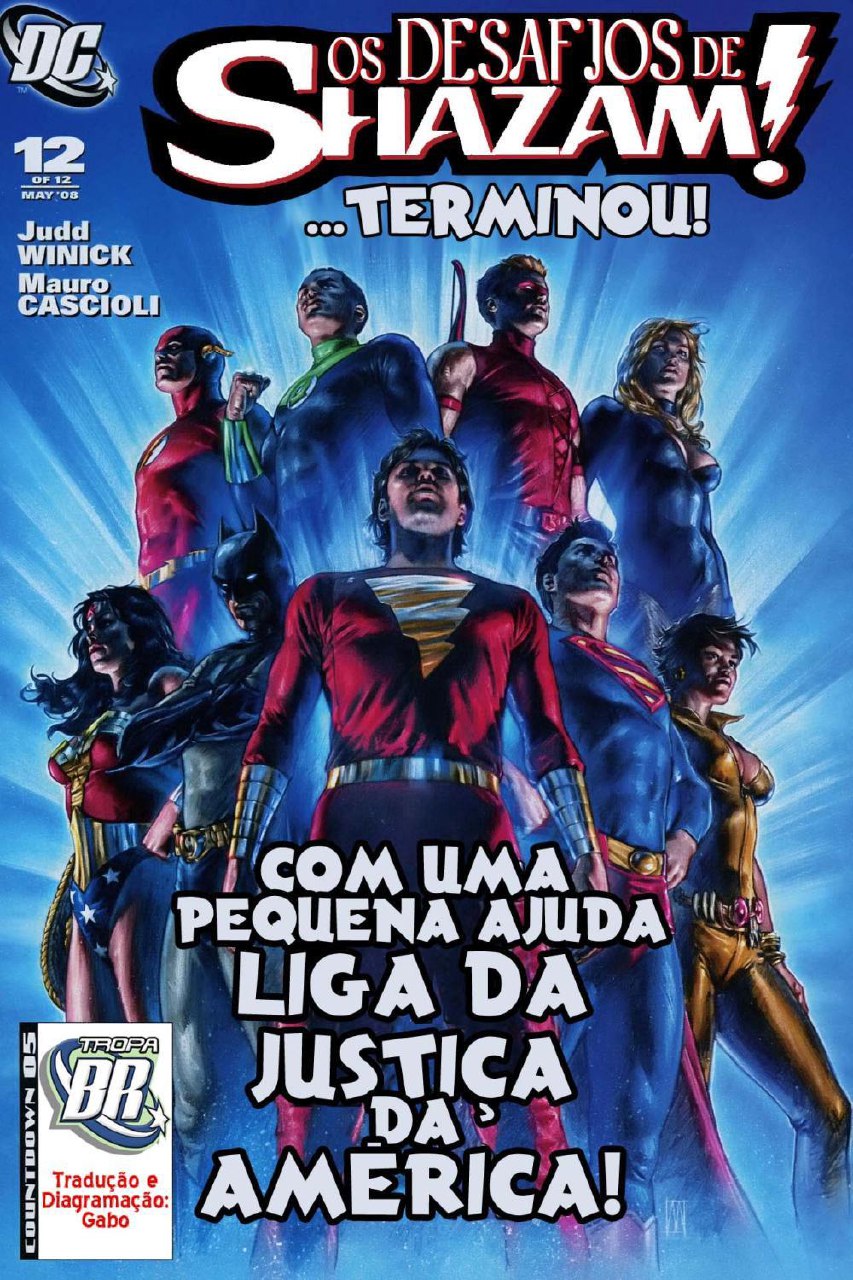 DC
TM
OS DESAFIOS DE
SHAZAM!
...TERMINOU!
12
OF 12
MAY '08
Judd
WINICK
Mauro
CASCIOLI
COM UMA
PEQUENA AJUDA
LIGA DA
JUSTIÇA
DA
AMÉRICA!
COUNTDOWN 05
TROPA
BR
Tradução e
Diagramação:
Gabo